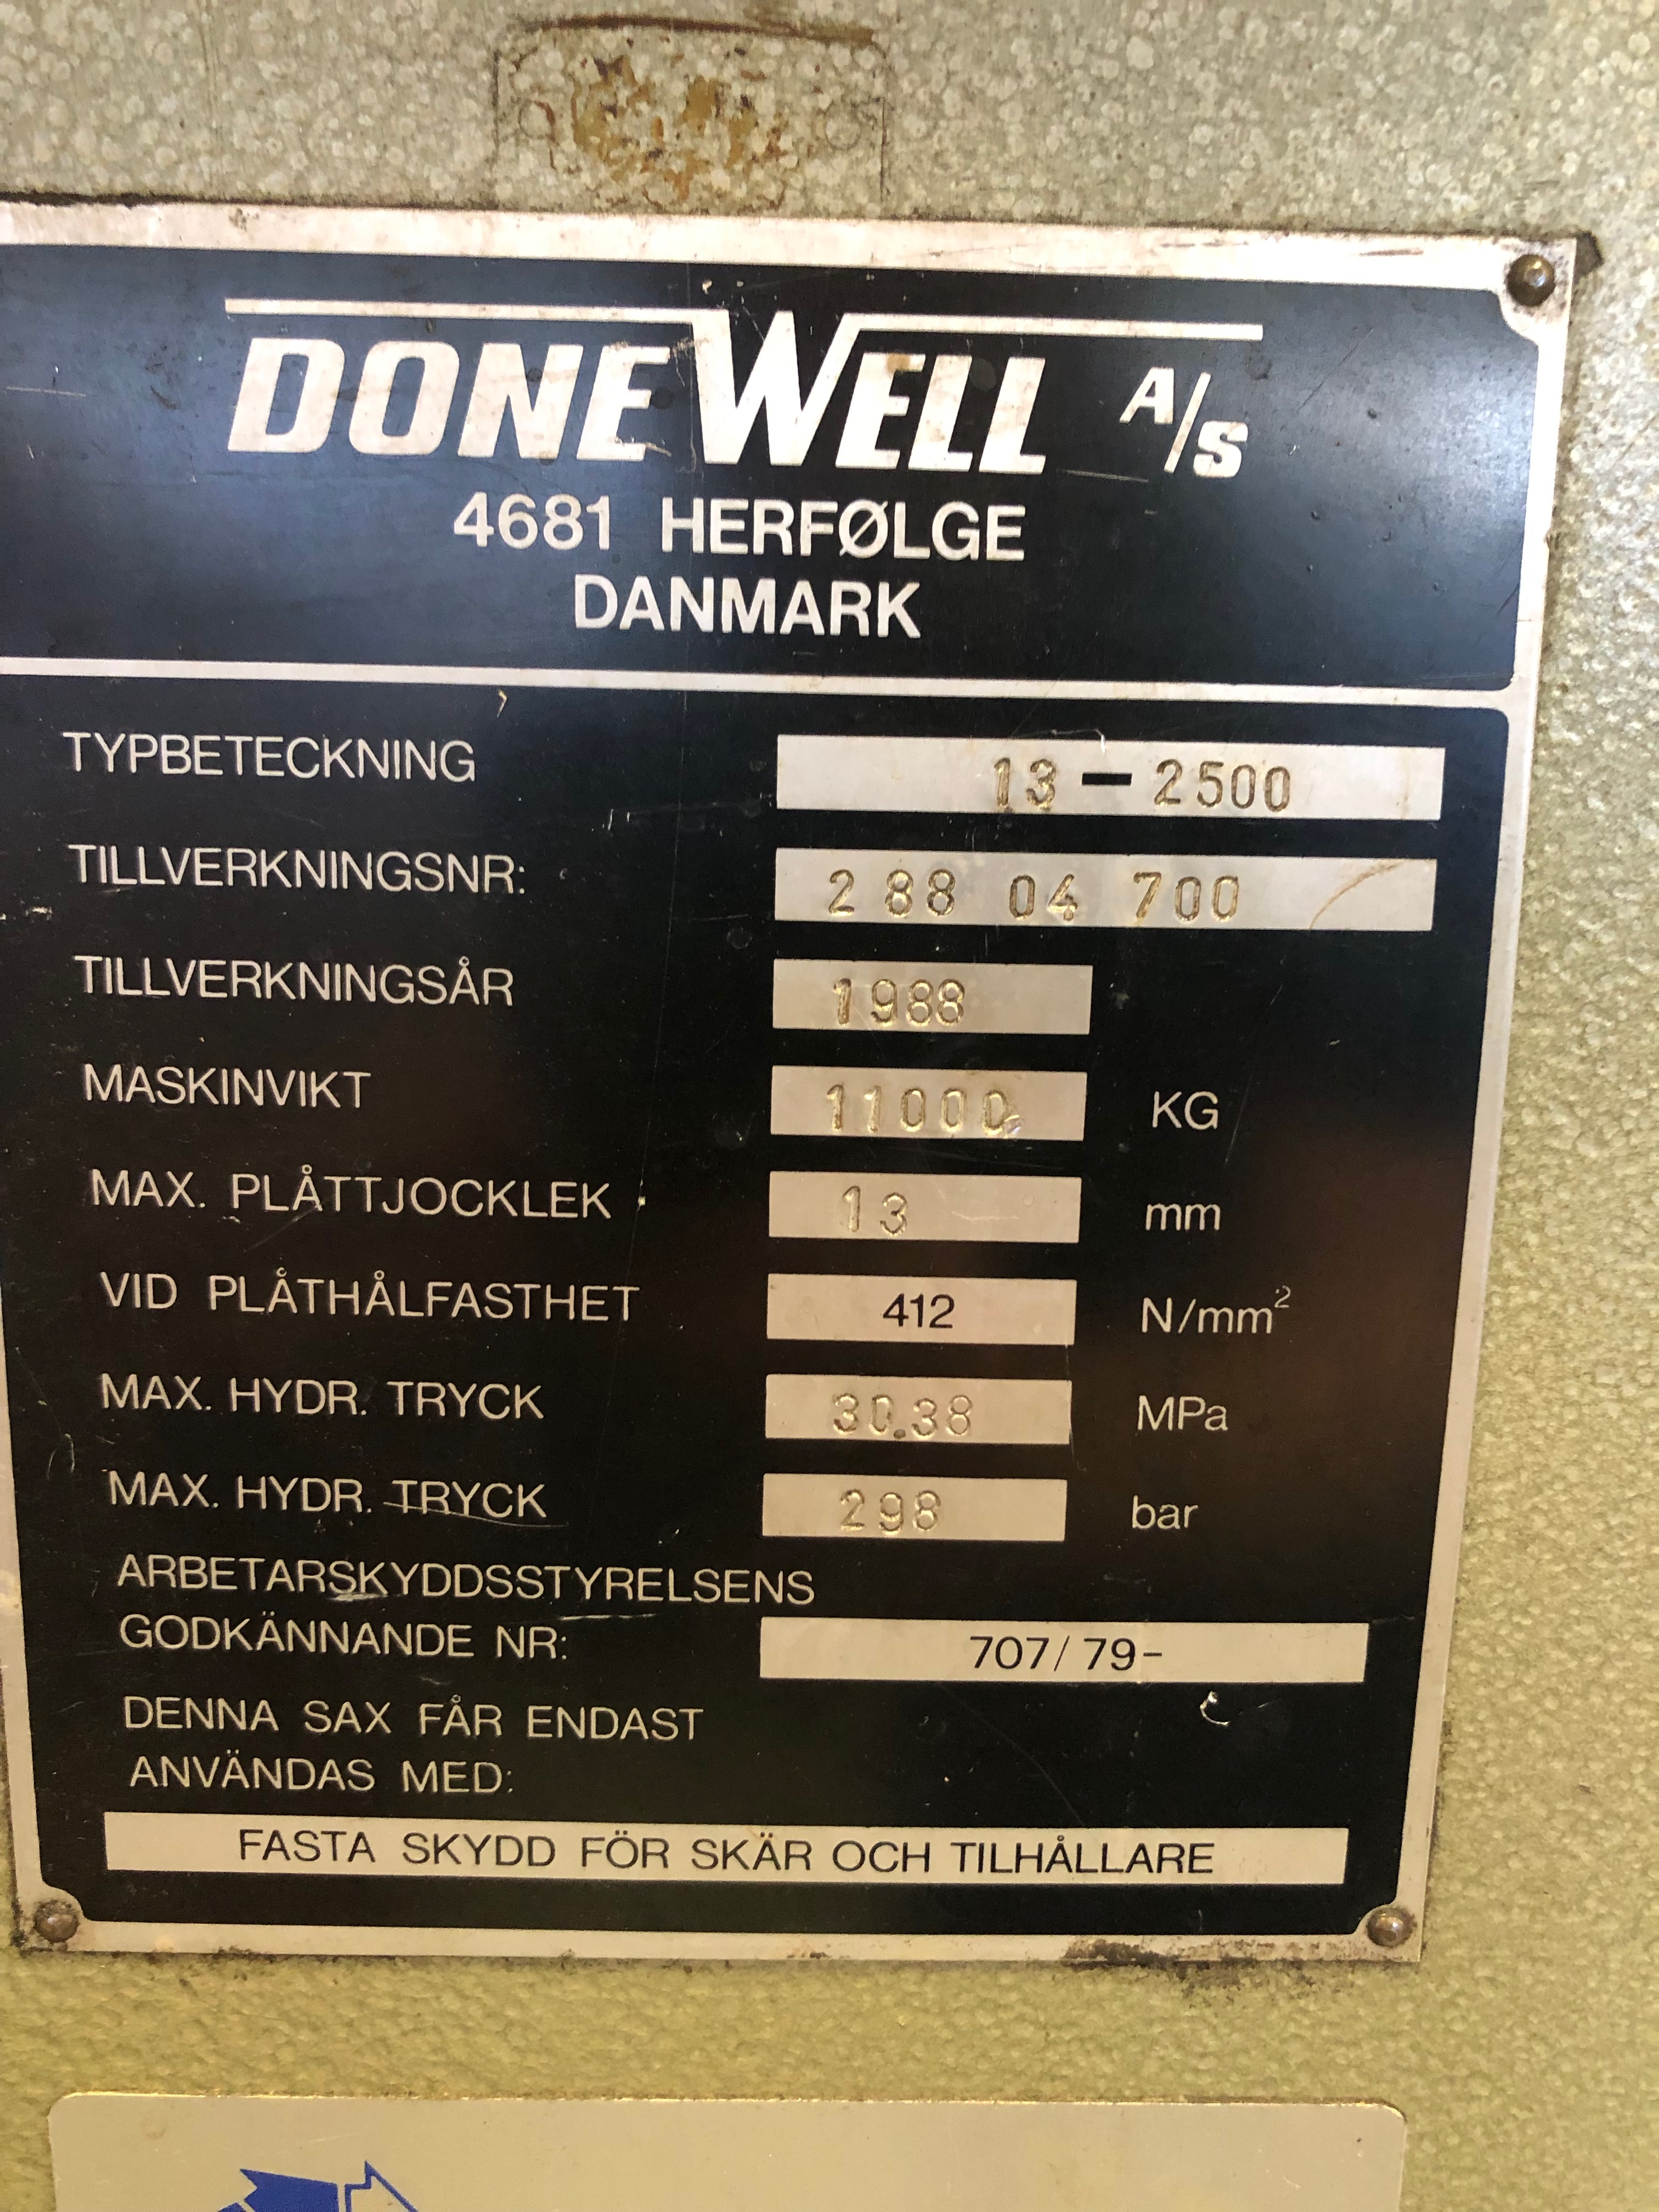 DONEWELL A/S
4681 HERFØLGE
DANMARK
TYPBETECKNING 13-2500
TILLVERKNINGSNR: 2 88 04 700
TILLVERKNINGSÅR 1988
MASKINVIKT 11000 KG
MAX. PLÅTTJOCKLEK 13 mm
VID PLÅTHÅLFASTHET 412 N/mm²
MAX. HYDR. TRYCK 30.38 MPa
MAX. HYDR. TRYCK 298 bar
ARBETARSKYDDSSTYRELSENS
GODKÄNNANDE NR: 707/79-
DENNA SAX FÅR ENDAST
ANVÄNDAS MED:
FASTA SKYDD FÖR SKÄR OCH TILHÅLLARE